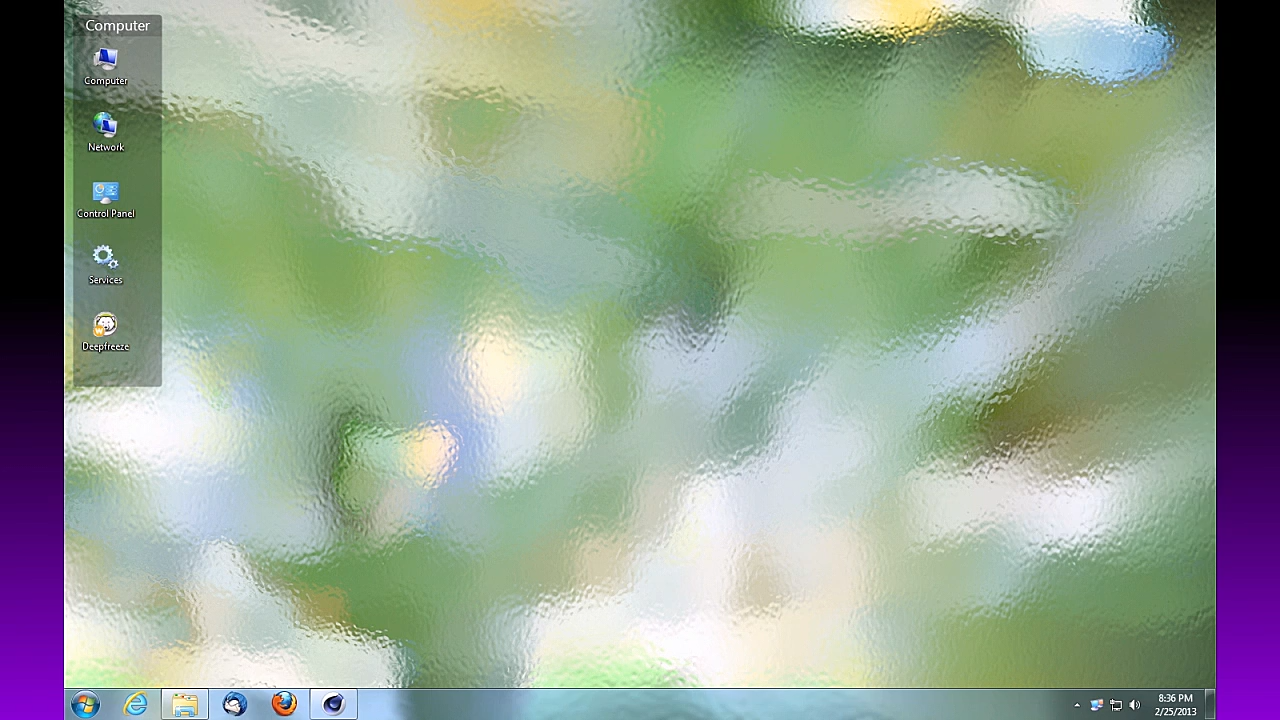 Computer
Computer
Network
Control Panel
Services
Deepfreeze
8:36 PM
2/25/2013